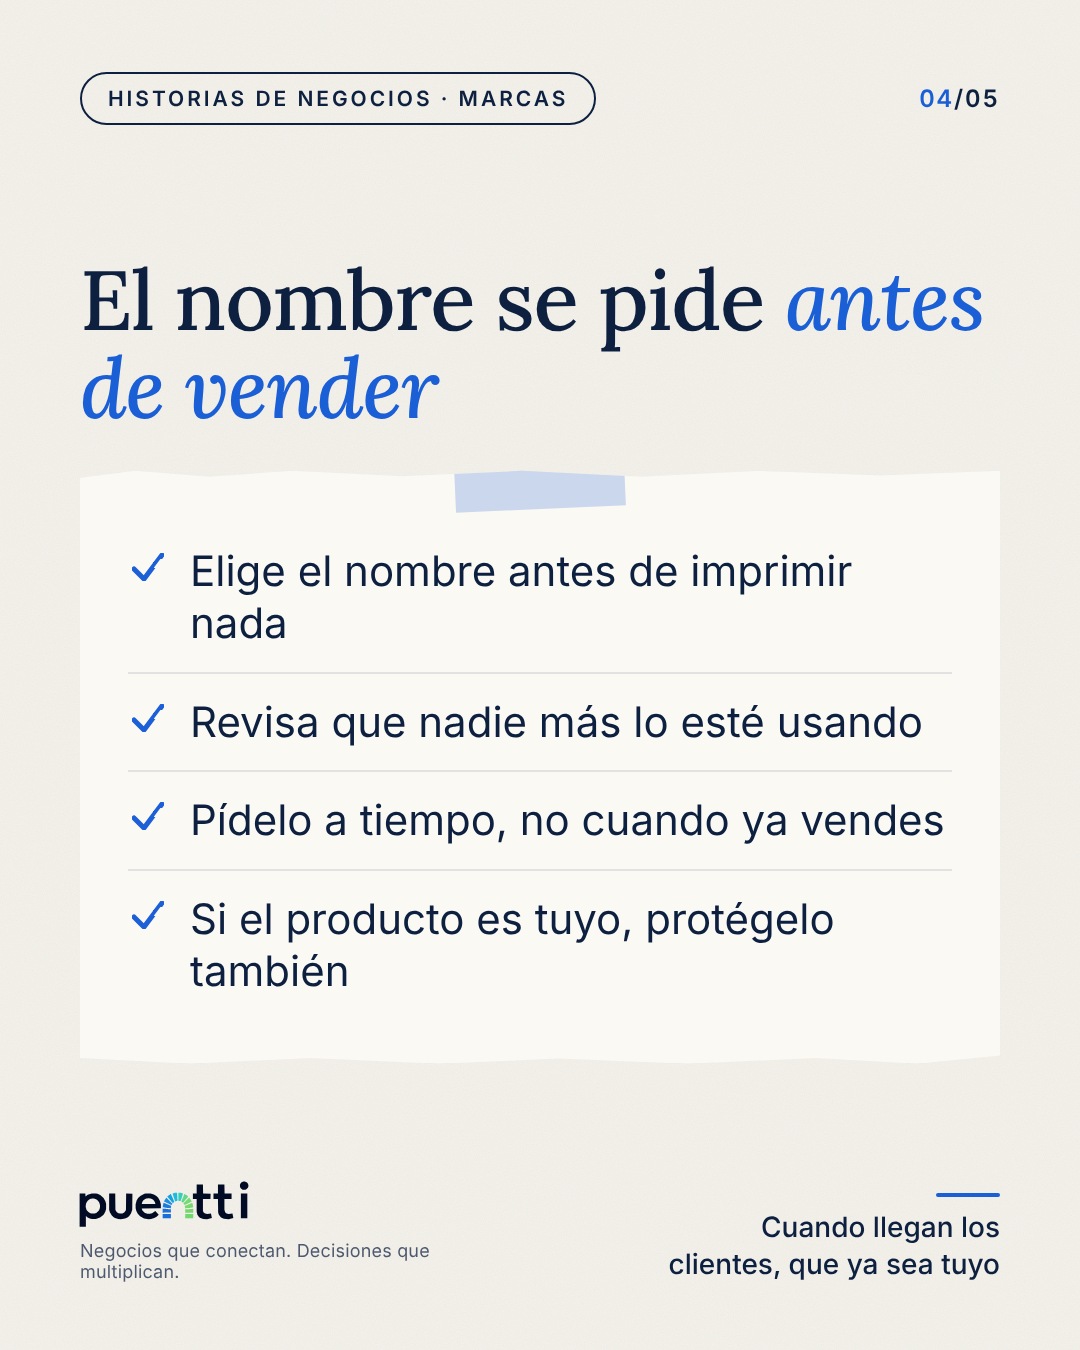 HISTORIAS DE NEGOCIOS · MARCAS
04/05
El nombre se pide antes
de vender
Elige el nombre antes de imprimir
nada
Revisa que nadie más lo esté usando
Pídelo a tiempo, no cuando ya vendes
Si el producto es tuyo, protégelo
también
puentti
Negocios que conectan. Decisiones que
multiplican.
Cuando llegan los
clientes, que ya sea tuyo